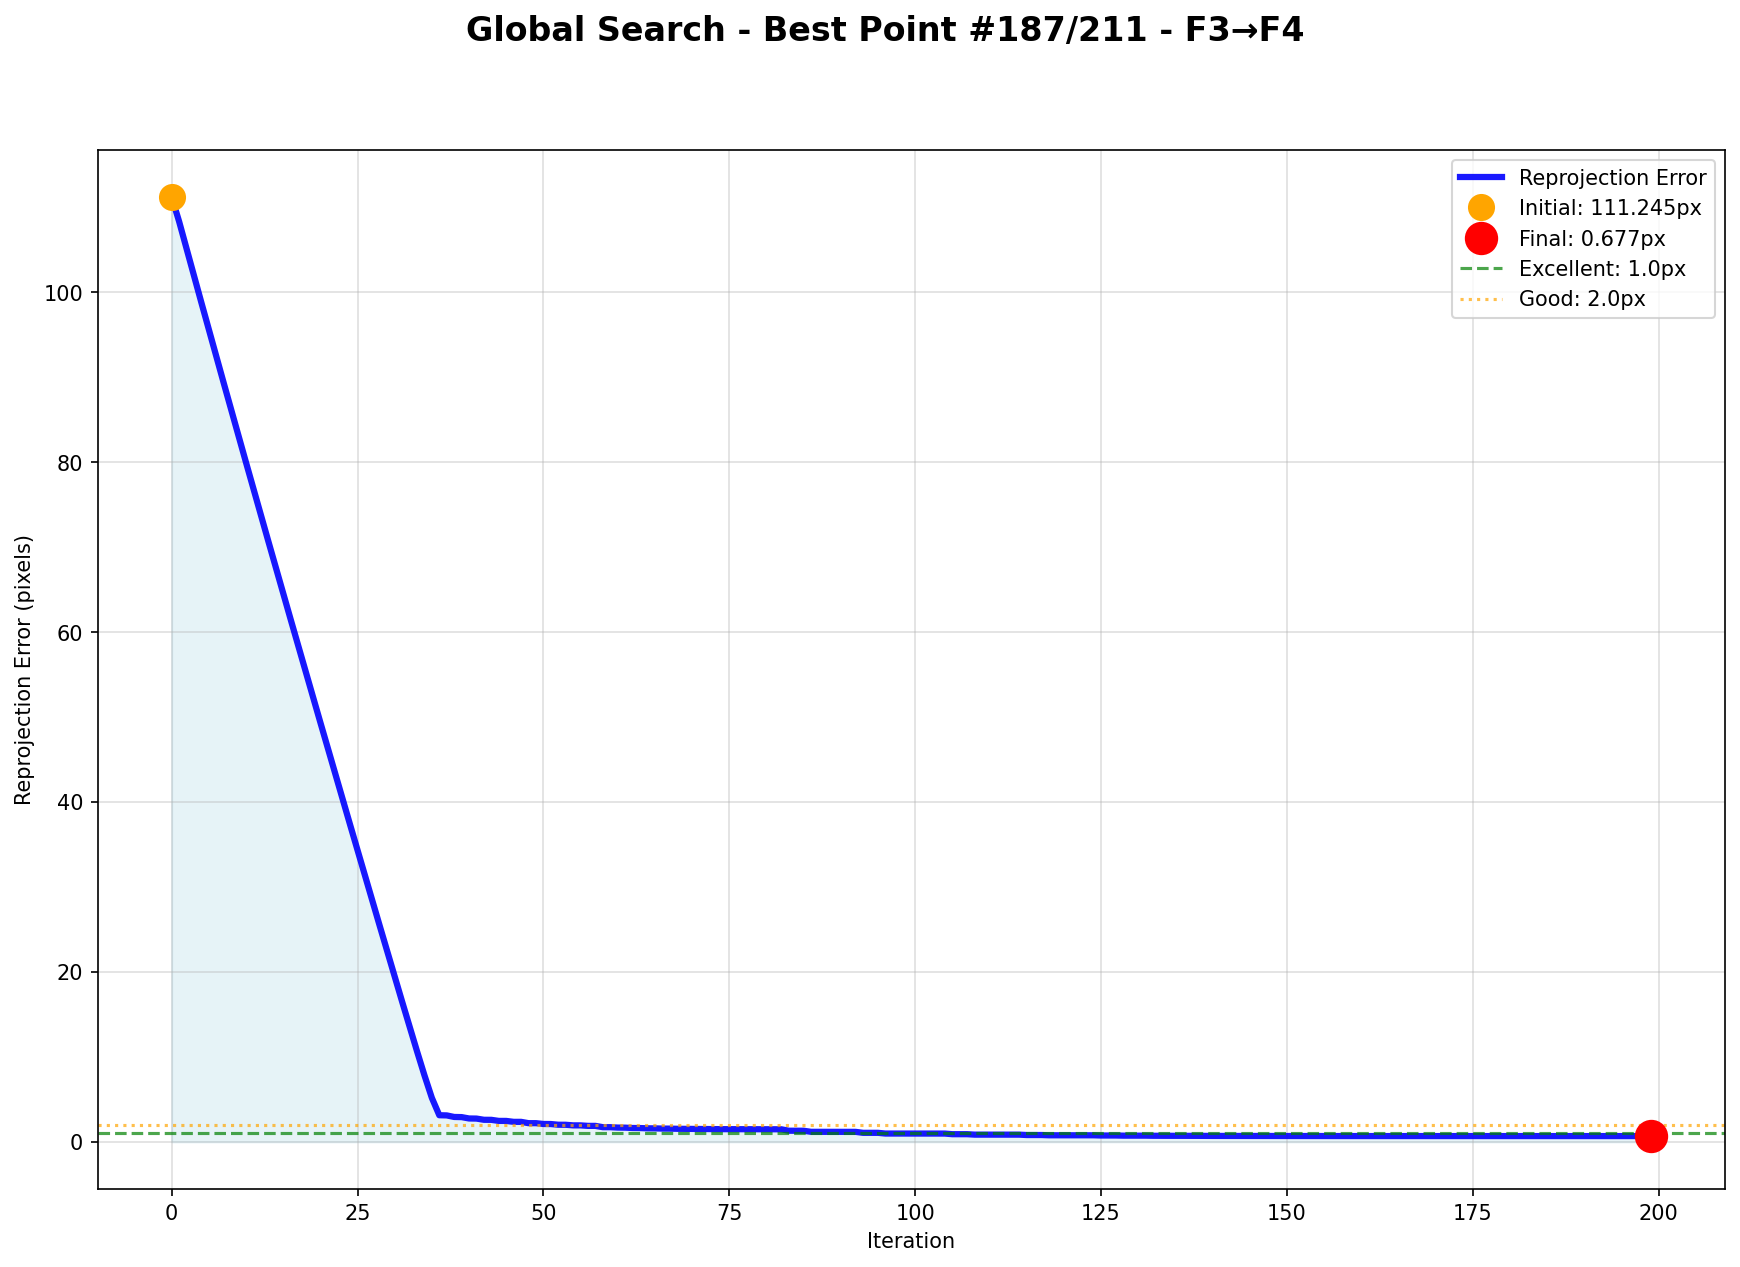 Global Search - Best Point #187/211 - F3→F4
Reprojection Error
Initial: 111.245px
Final: 0.677px
Excellent: 1.0px
Good: 2.0px
Reprojection Error (pixels)
100
80
60
40
20
0
0 25 50 75 100 125 150 175 200
Iteration